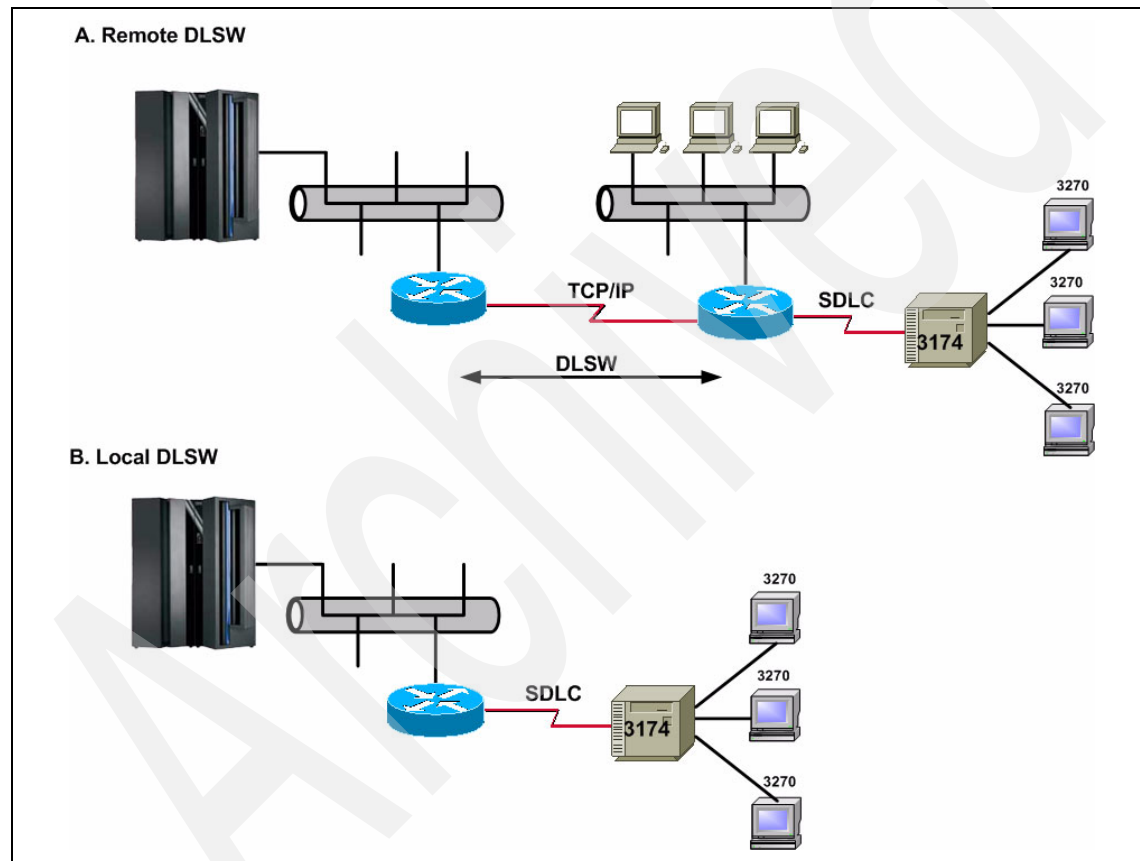 A. Remote DLSW
3270
TCP/IP
SDLC
3270
3174
DLSW
3270
B. Local DLSW
3270
SDLC
3270
3174
3270
Archived